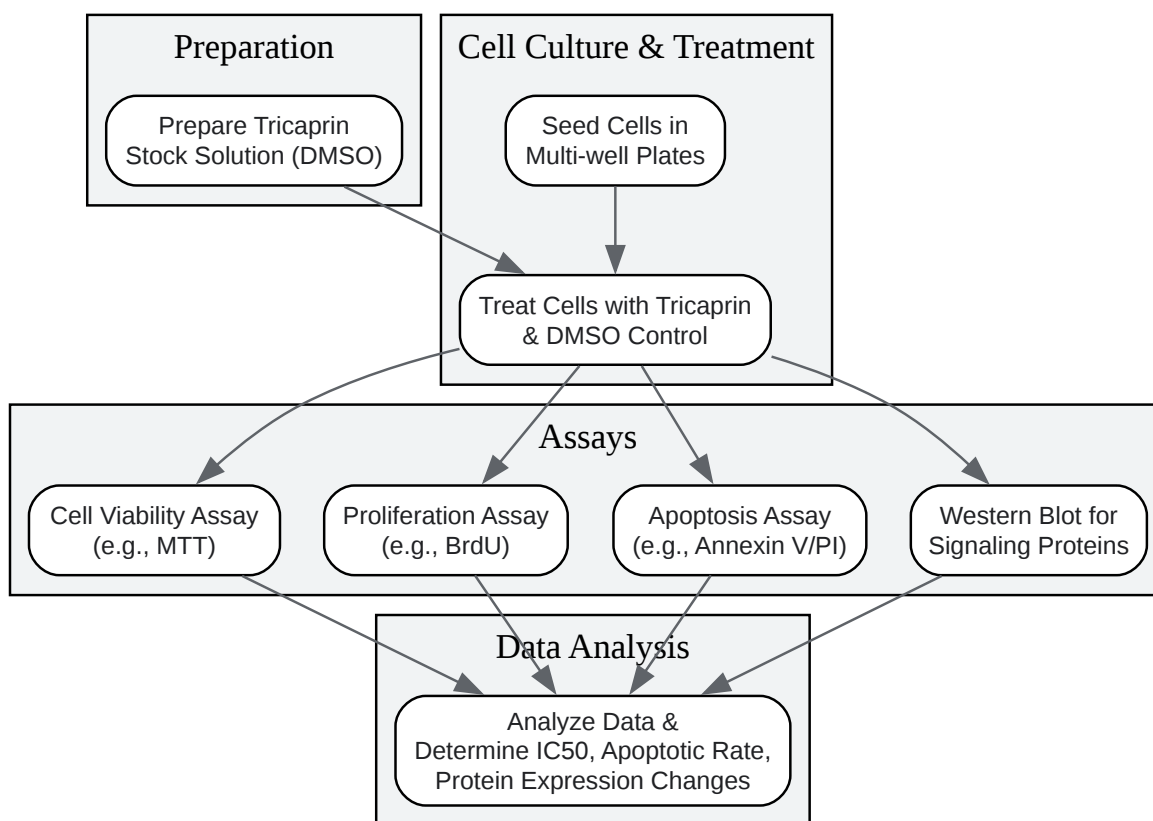 Preparation
Cell Culture & Treatment
Prepare Tricaprin
Stock Solution (DMSO)
Seed Cells in
Multi-well Plates
Treat Cells with Tricaprin
& DMSO Control
Assays
Cell Viability Assay
(e.g., MTT)
Proliferation Assay
(e.g., BrdU)
Apoptosis Assay
(e.g., Annexin V/PI)
Western Blot for
Signaling Proteins
Data Analysis
Analyze Data &
Determine IC50, Apoptotic Rate,
Protein Expression Changes